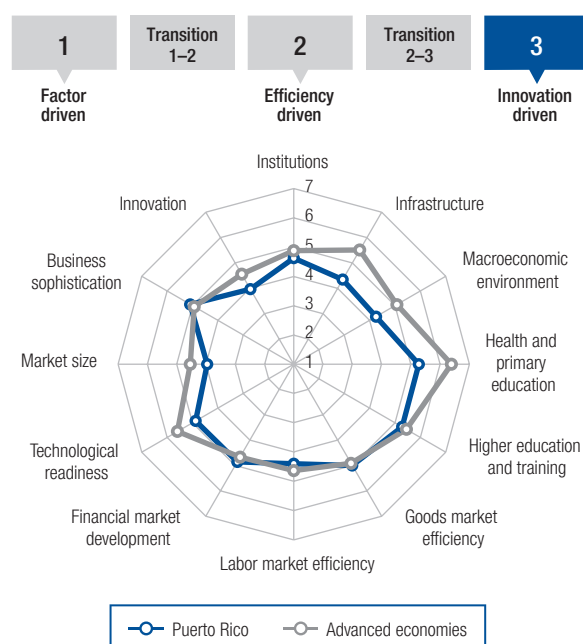 1
Transition
1–2
2
Transition
2–3
3
Factor
driven
Efficiency
driven
Innovation
driven
Institutions
7
6
5
4
3
2
1
Infrastructure
Macroeconomic
environment
Health and
primary
education
Higher education
and training
Goods market
efficiency
Labor market efficiency
Financial market
development
Technological
readiness
Market size
Business
sophistication
Innovation
Puerto Rico
Advanced economies